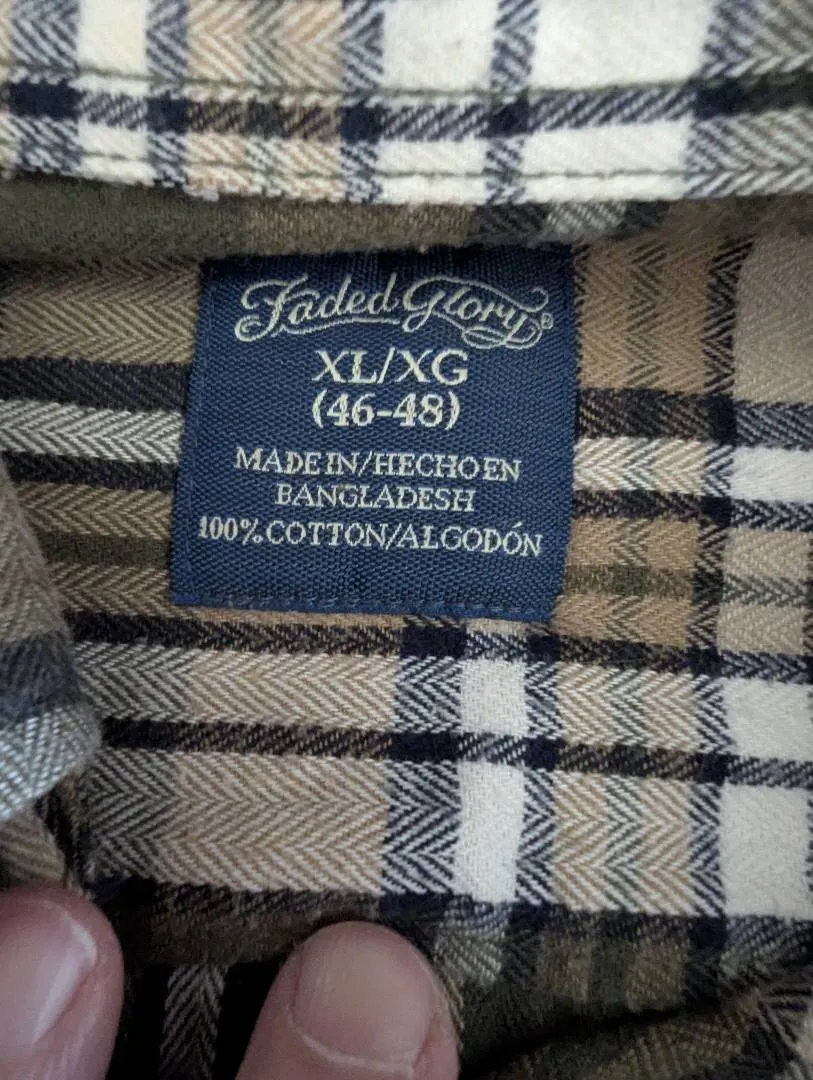 Faded Glory®
XL/XG
(46-48)
MADE IN/HECHO EN
BANGLADESH
100% COTTON/ALGODÓN